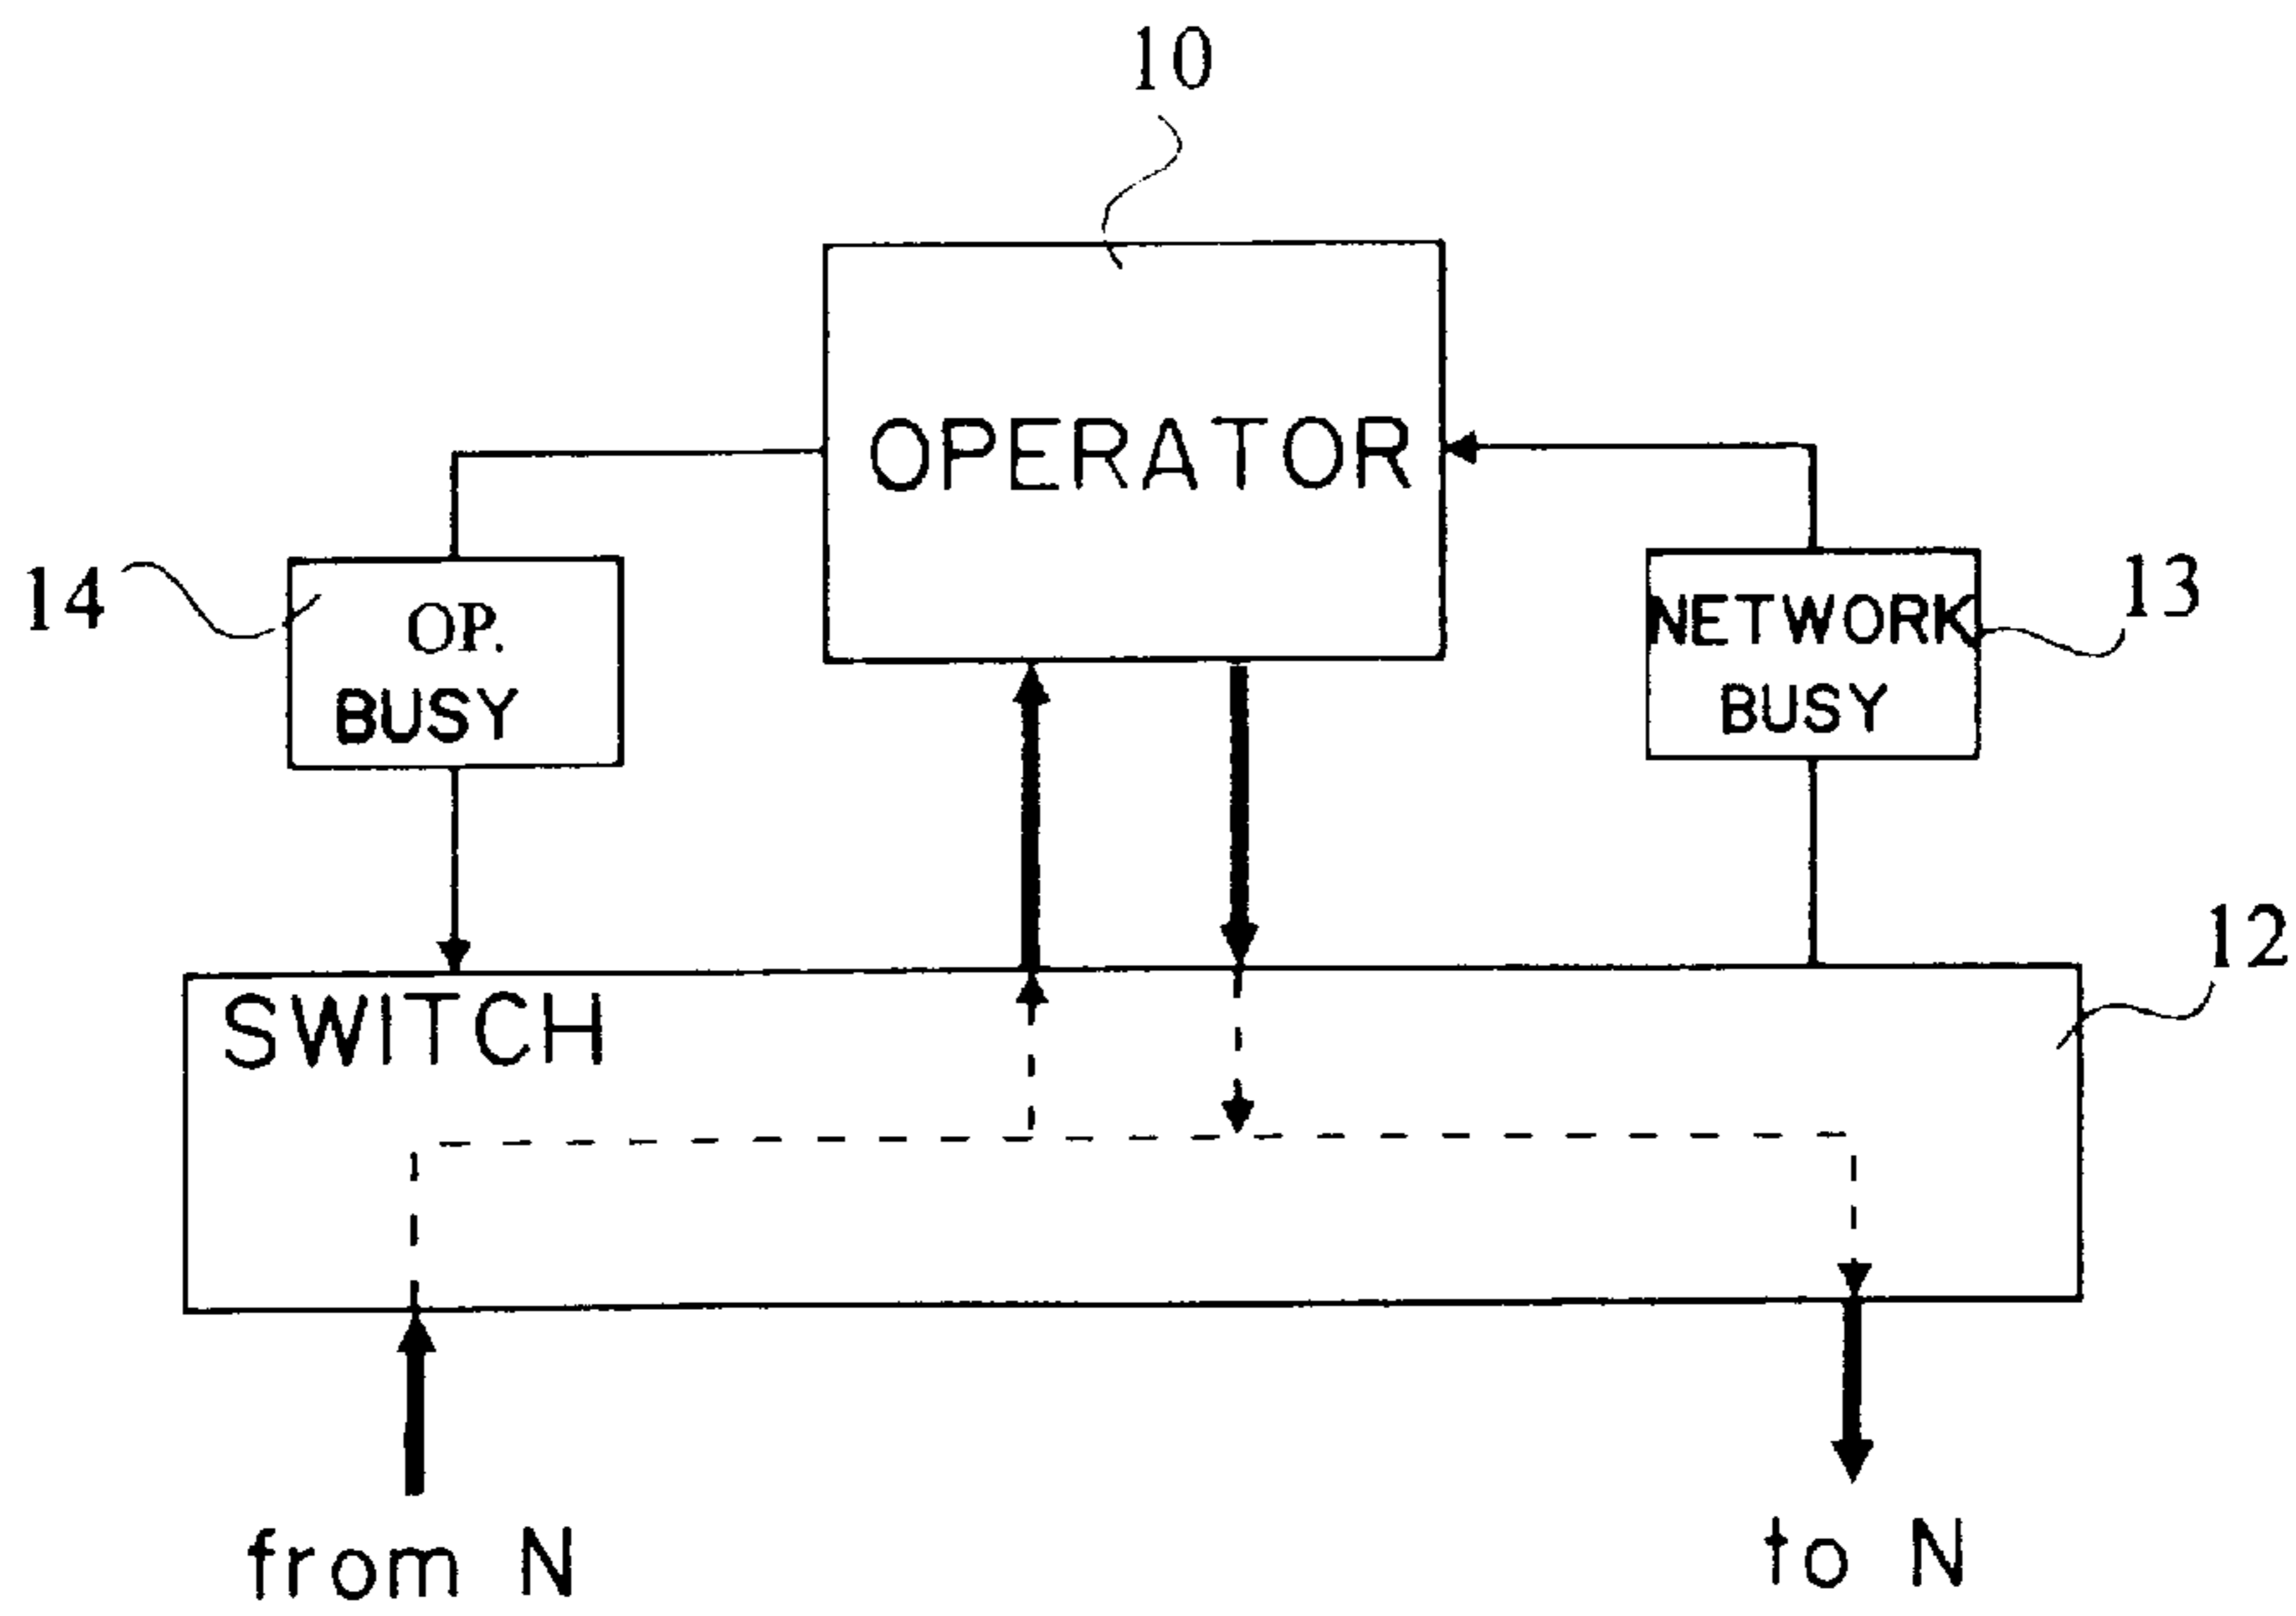 10
OPERATOR
14
OP.
BUSY
NETWORK
BUSY
13
12
SWITCH
from N
to N